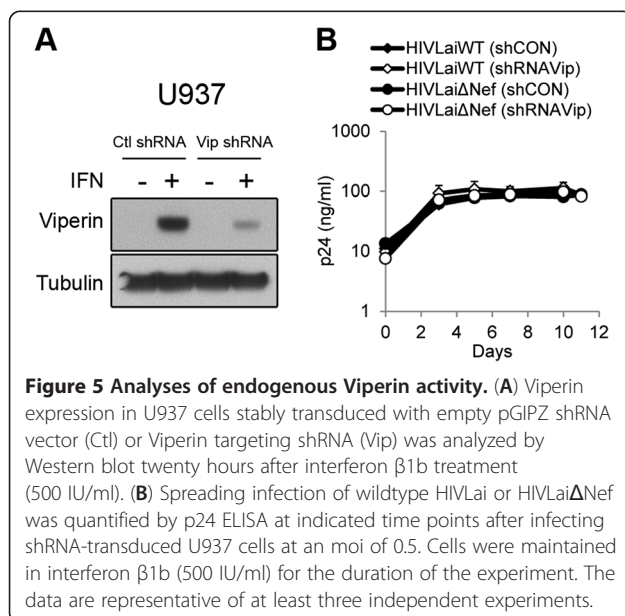 A
U937
Ctl shRNA Vip shRNA
IFN - + - +
Viperin
Tubulin
B
HIVLaiWT (shCON)
HIVLaiWT (shRNAVip)
HIVLaiΔNef (shCON)
HIVLaiΔNef (shRNAVip)
p24 (ng/ml)
1000
100
10
1
0 2 4 6 8 10 12
Days
Figure 5 Analyses of endogenous Viperin activity. (A) Viperin
expression in U937 cells stably transduced with empty pGIPZ shRNA
vector (Ctl) or Viperin targeting shRNA (Vip) was analyzed by
Western blot twenty hours after interferon β1b treatment
(500 IU/ml). (B) Spreading infection of wildtype HIVLai or HIVLaiΔNef
was quantified by p24 ELISA at indicated time points after infecting
shRNA-transduced U937 cells at an moi of 0.5. Cells were maintained
in interferon β1b (500 IU/ml) for the duration of the experiment. The
data are representative of at least three independent experiments.